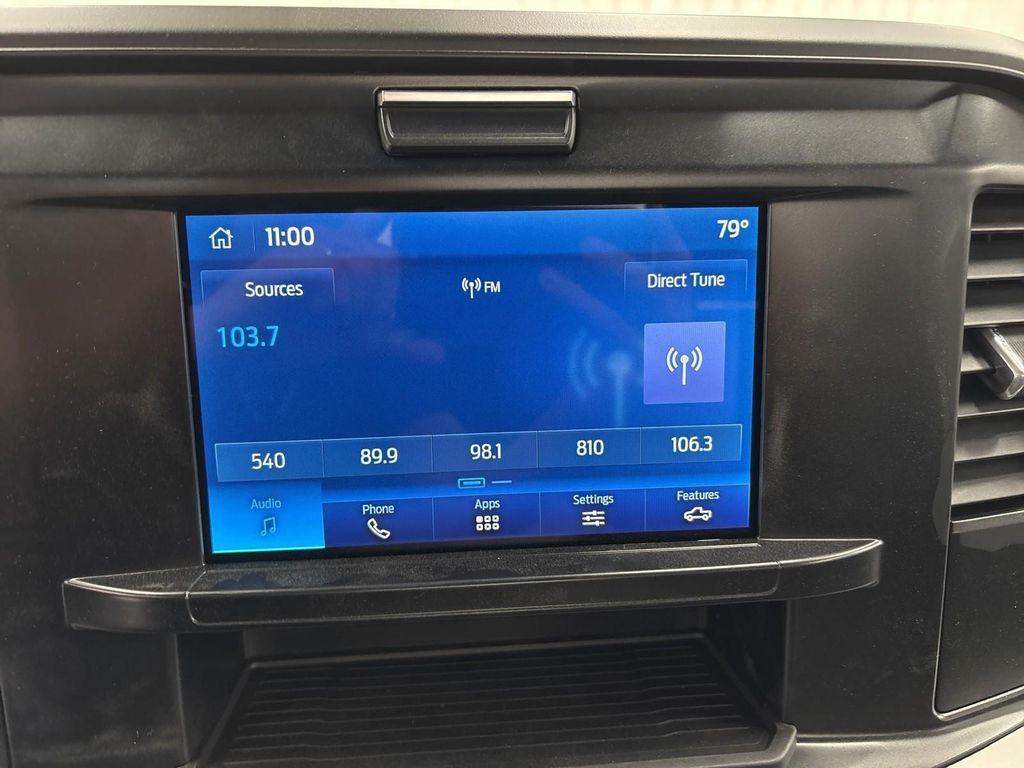 11:00
79°
Sources
FM
Direct Tune
103.7
540
89.9
98.1
810
106.3
Audio
Phone
Apps
Settings
Features